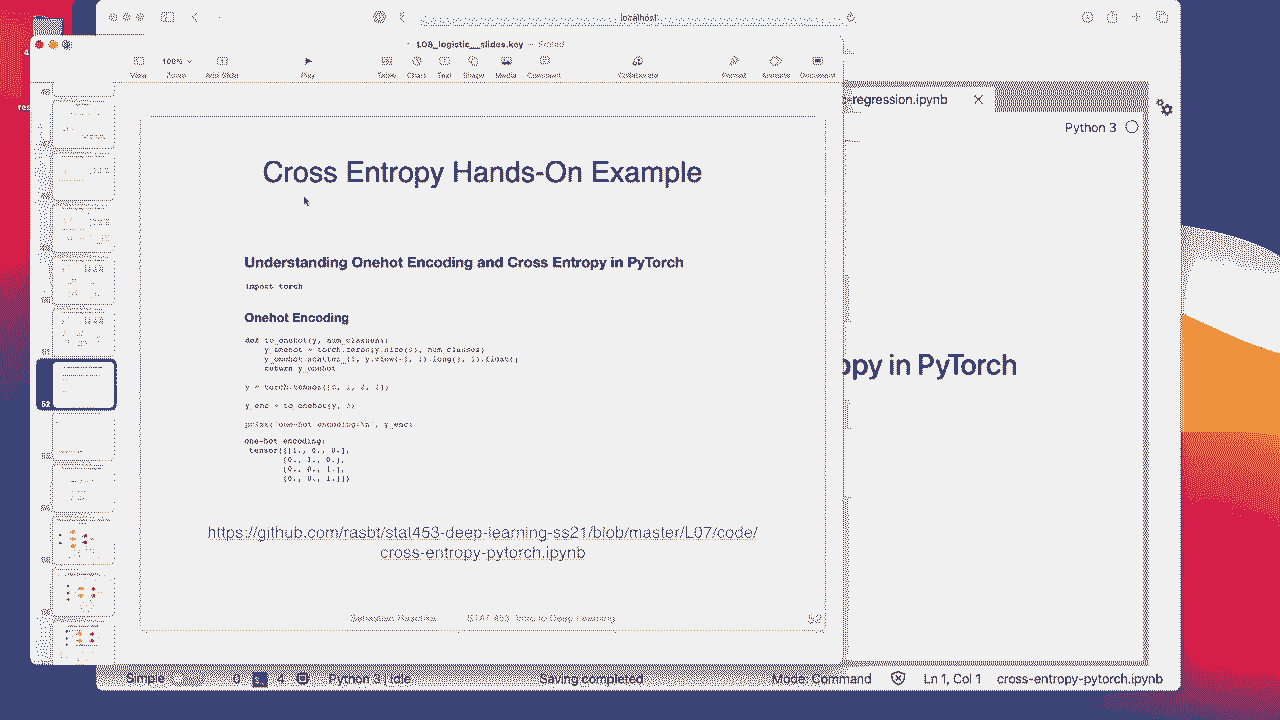 localhost
L08_logistic__slides.key — Edited
100%
View
Zoom
Add Slide
Play
Table
Chart
Text
Shape
Media
Comment
Collaborate
Format
Animate
Document
-regression.ipynb
Python 3
Cross Entropy Hands-On Example
Understanding Onehot Encoding and Cross Entropy in PyTorch
import torch
Onehot Encoding
def to_onehot(y, num_classes):
y_onehot = torch.zeros(y.size(0), num_classes)
y_onehot.scatter_(1, y.view(-1, 1).long(), 1).float()
return y_onehot
y = torch.tensor([0, 1, 2, 2])
y_enc = to_onehot(y, 3)
print('one-hot encoding:\n', y_enc)
one-hot encoding:
tensor([[1., 0., 0.],
[0., 1., 0.],
[0., 0., 1.],
[0., 0., 1.]])
opy in PyTorch
https://github.com/rasbt/stat453-deep-learning-ss21/blob/master/L07/code/
cross-entropy-pytorch.ipynb
Sebastian Raschka STAT 453: Intro to Deep Learning 52
52
Simple 0 4 Python 3 | Idle Saving completed Mode: Command Ln 1, Col 1 cross-entropy-pytorch.ipynb